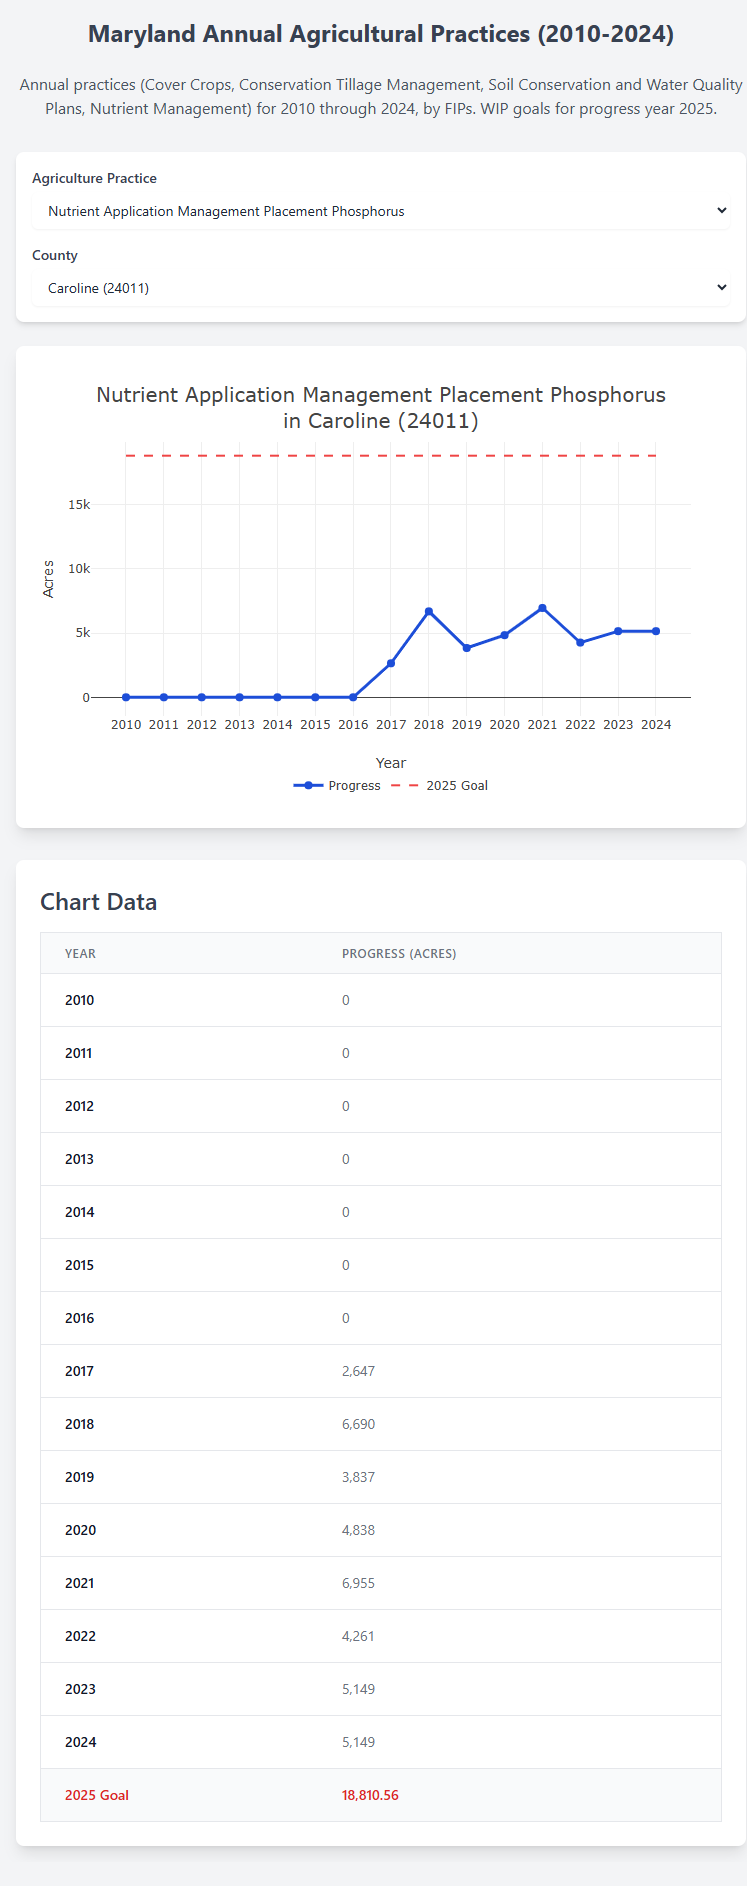 Maryland Annual Agricultural Practices (2010-2024)
Annual practices (Cover Crops, Conservation Tillage Management, Soil Conservation and Water Quality
Plans, Nutrient Management) for 2010 through 2024, by FIPs. WIP goals for progress year 2025.
Agriculture Practice
Nutrient Application Management Placement Phosphorus
County
Caroline (24011)
Nutrient Application Management Placement Phosphorus
in Caroline (24011)
15k
10k
5k
0
Acres
2010 2011 2012 2013 2014 2015 2016 2017 2018 2019 2020 2021 2022 2023 2024
Year
Progress 2025 Goal
Chart Data
YEAR PROGRESS (ACRES)
2010 0
2011 0
2012 0
2013 0
2014 0
2015 0
2016 0
2017 2,647
2018 6,690
2019 3,837
2020 4,838
2021 6,955
2022 4,261
2023 5,149
2024 5,149
2025 Goal 18,810.56